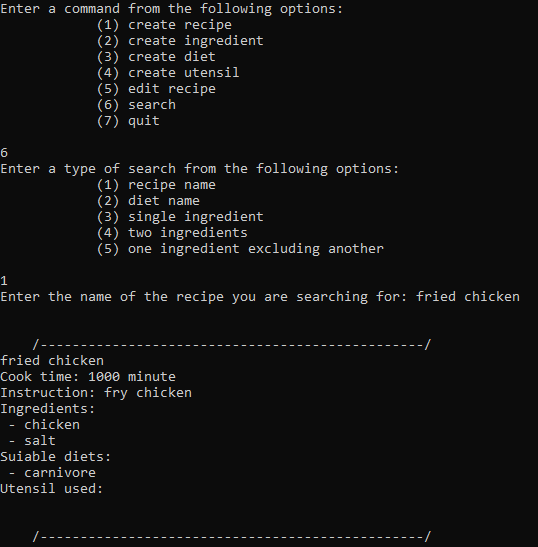 Enter a command from the following options:
(1) create recipe
(2) create ingredient
(3) create diet
(4) create utensil
(5) edit recipe
(6) search
(7) quit
6
Enter a type of search from the following options:
(1) recipe name
(2) diet name
(3) single ingredient
(4) two ingredients
(5) one ingredient excluding another
1
Enter the name of the recipe you are searching for: fried chicken
/------------------------------------------------/
fried chicken
Cook time: 1000 minute
Instruction: fry chicken
Ingredients:
- chicken
- salt
Suiable diets:
- carnivore
Utensil used:
/------------------------------------------------/